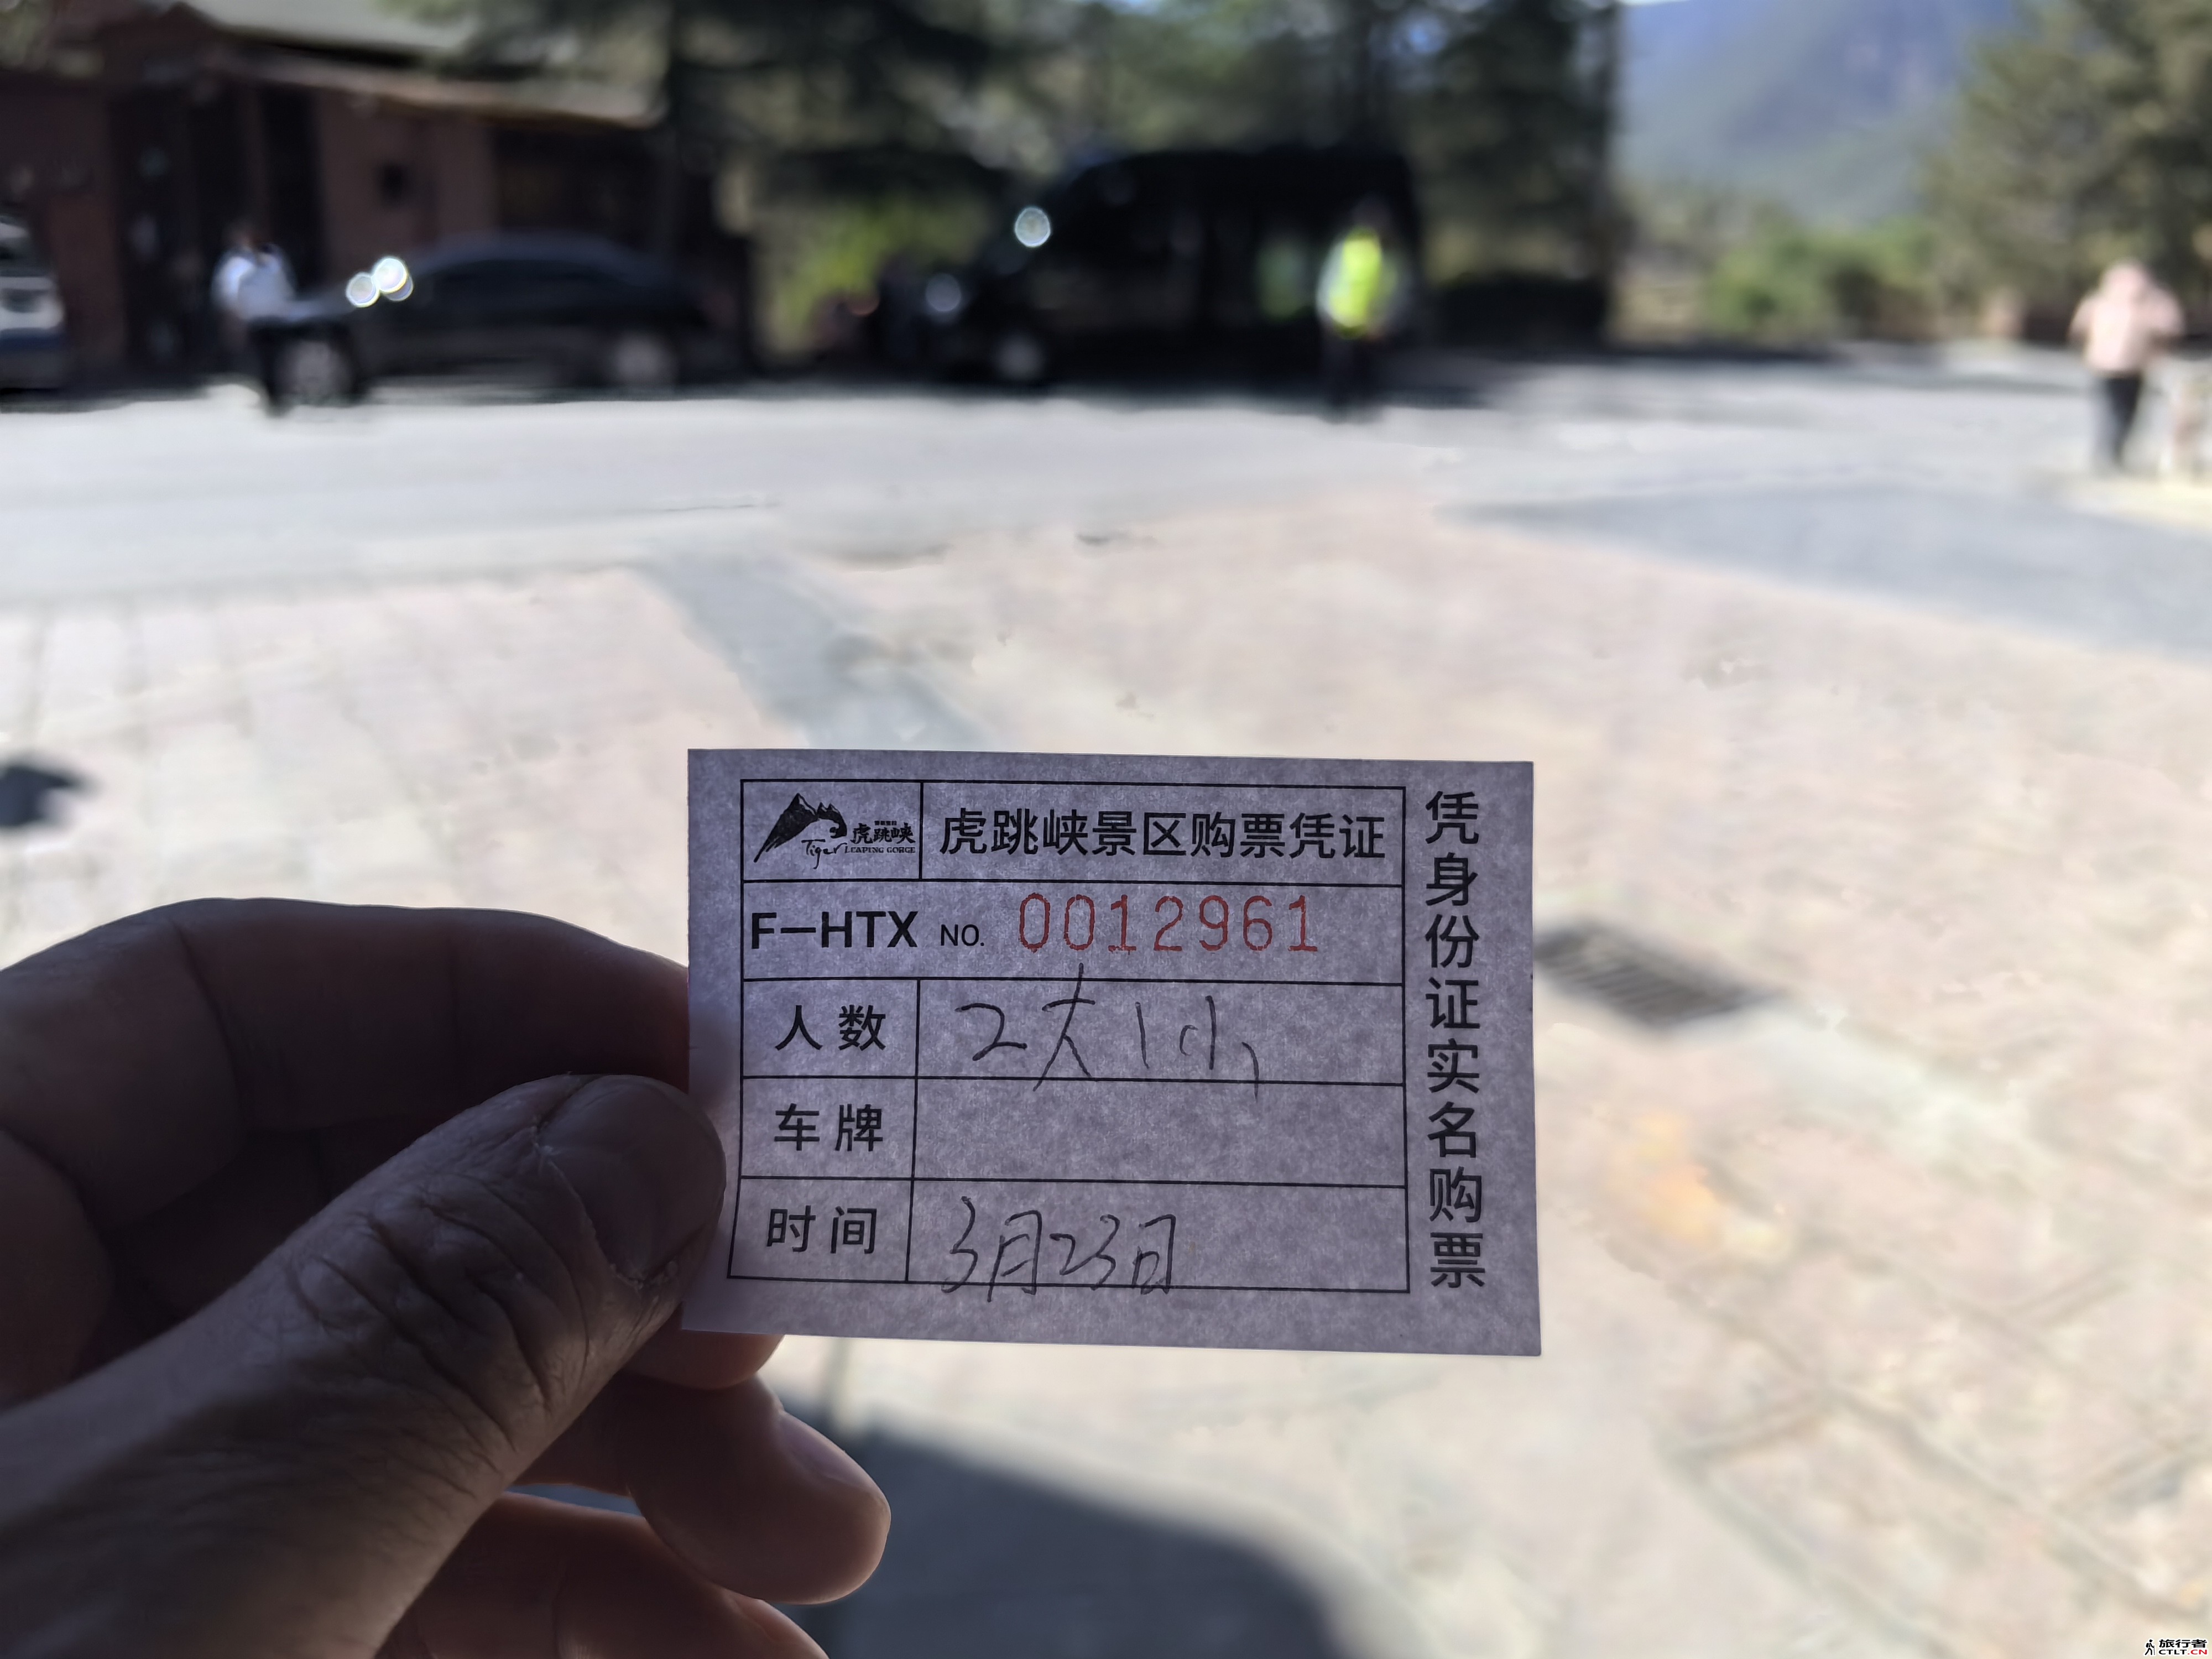 虎跳峡
Tiger LEAPING GORGE
虎跳峡景区购票凭证
F—HTX NO. 0012961
人数 2大1小
车牌
时间 3月23日
凭身份证实名购票
旅行者
CTLT.CN